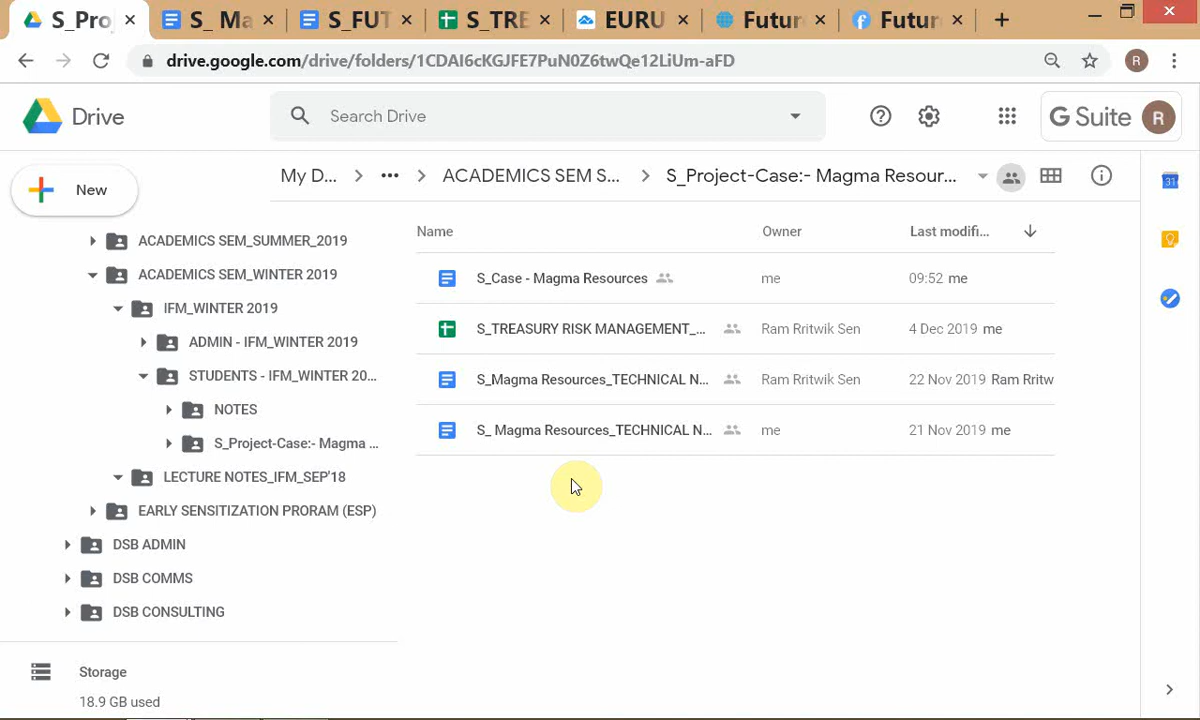 S_Pro
S_ Ma
S_FUT
S_TRE
EURU
Futur
Futur
drive.google.com/drive/folders/1CDAI6cKGJFE7PuN0Z6twQe12LiUm-aFD
R
Drive
Search Drive
G Suite
R
New
My D...
•••
ACADEMICS SEM S...
S_Project-Case:- Magma Resour...
31
ACADEMICS SEM_SUMMER_2019
ACADEMICS SEM_WINTER 2019
IFM_WINTER 2019
ADMIN - IFM_WINTER 2019
STUDENTS - IFM_WINTER 20...
NOTES
S_Project-Case:- Magma ...
LECTURE NOTES_IFM_SEP'18
EARLY SENSITIZATION PRORAM (ESP)
DSB ADMIN
DSB COMMS
DSB CONSULTING
Storage
18.9 GB used
Name Owner Last modifi...
S_Case - Magma Resources me 09:52 me
S_TREASURY RISK MANAGEMENT_... Ram Rritwik Sen 4 Dec 2019 me
S_Magma Resources_TECHNICAL N... Ram Rritwik Sen 22 Nov 2019 Ram Rritw
S_ Magma Resources_TECHNICAL N... me 21 Nov 2019 me